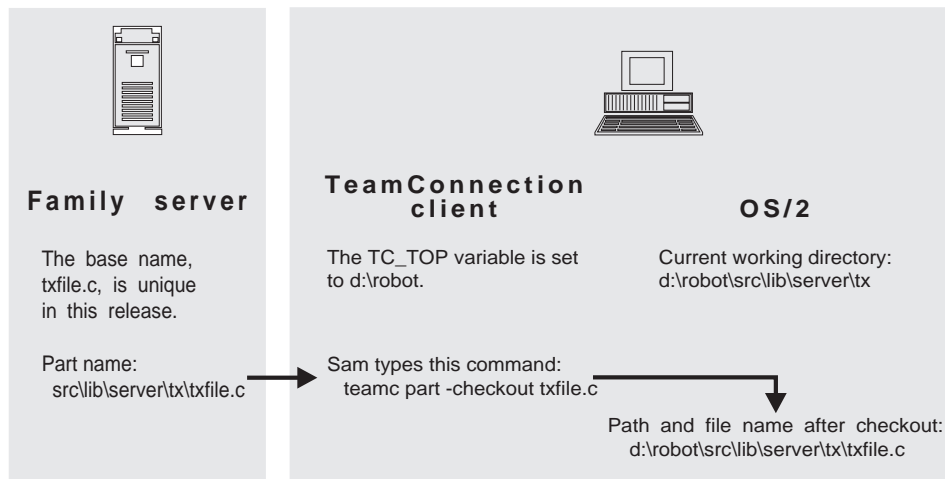 Family server
The base name,
txfile.c, is unique
in this release.
Part name:
src\lib\server\tx\txfile.c
TeamConnection
client
The TC_TOP variable is set
to d:\robot.
Sam types this command:
teamc part -checkout txfile.c
OS/2
Current working directory:
d:\robot\src\lib\server\tx
Path and file name after checkout:
d:\robot\src\lib\server\tx\txfile.c